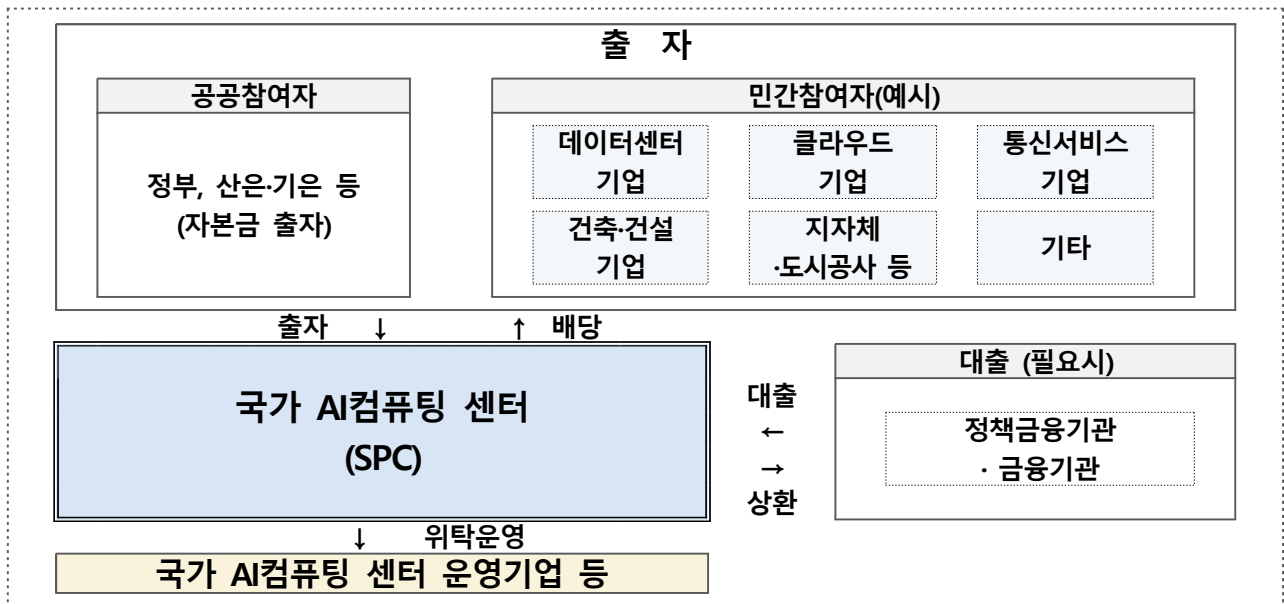 출 자
공공참여자
정부, 산은·기은 등
(자본금 출자)
민간참여자(예시)
데이터센터
기업
클라우드
기업
통신서비스
기업
건축·건설
기업
지자체
·도시공사 등
기타
출자 ↓ ↑ 배당
국가 AI컴퓨팅 센터
(SPC)
대출
←
→
상환
대출 (필요시)
정책금융기관
· 금융기관
↓ 위탁운영
국가 AI컴퓨팅 센터 운영기업 등